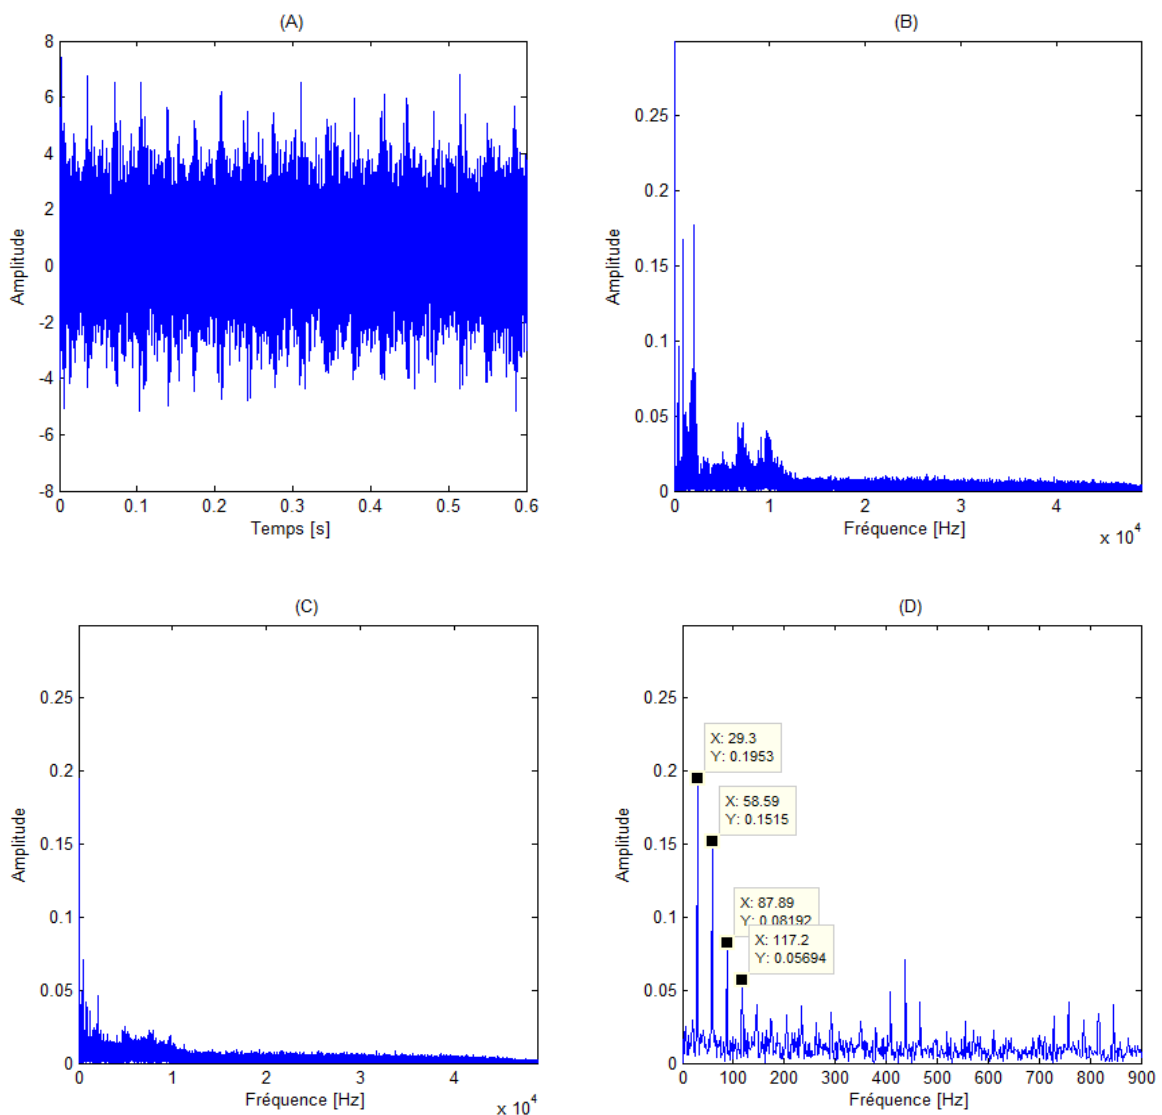 (A)
8
6
4
2
0
-2
-4
-6
-8
Amplitude
0 0.1 0.2 0.3 0.4 0.5 0.6
Temps [s]
(B)
0.25
0.2
0.15
0.1
0.05
0
Amplitude
0 1 2 3 4
Fréquence [Hz]
x 10⁴
(C)
0.25
0.2
0.15
0.1
0.05
0
Amplitude
0 1 2 3 4
Fréquence [Hz]
x 10⁴
(D)
0.25
0.2
0.15
0.1
0.05
0
Amplitude
X: 29.3
Y: 0.1953
X: 58.59
Y: 0.1515
X: 87.89
Y: 0.08192
X: 117.2
Y: 0.05694
0 100 200 300 400 500 600 700 800 900
Fréquence [Hz]